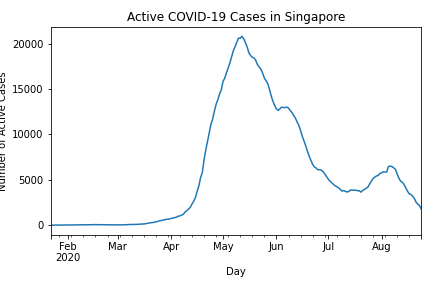 Active COVID-19 Cases in Singapore
Number of Active Cases
20000
15000
10000
5000
0
Feb Mar Apr May Jun Jul Aug
2020
Day